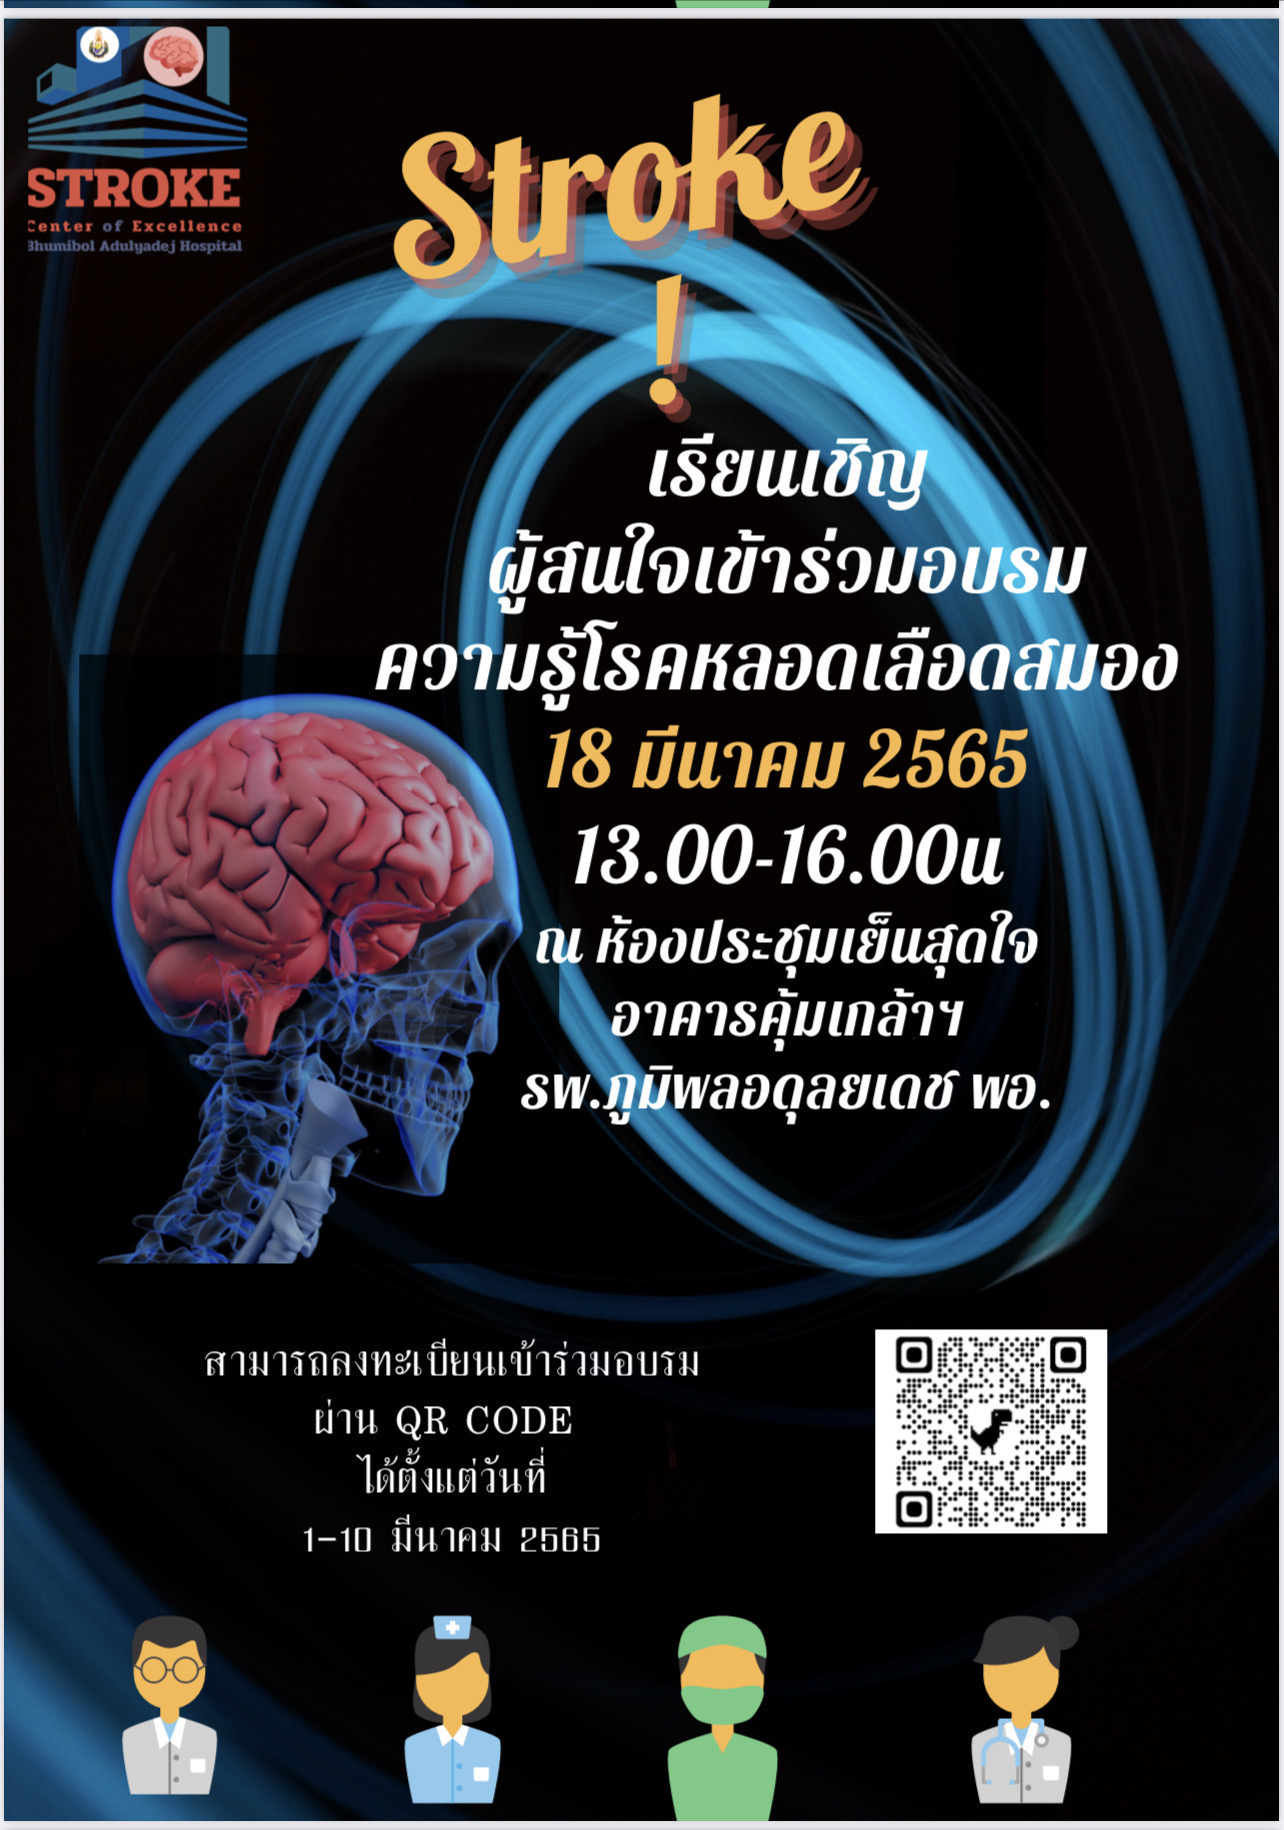 STROKE
Center of Excellence
Bhumibol Adulyadej Hospital
Stroke
!
เรียนเชิญ
ผู้สนใจเข้าร่วมอบรม
ความรู้โรคหลอดเลือดสมอง
18 มีนาคม 2565
13.00-16.00น
ณ ห้องประชุมเย็นสุดใจ
อาคารคุ้มเกล้าฯ
รพ.ภูมิพลอดุลยเดช พอ.
สามารถลงทะเบียนเข้าร่วมอบรม
ผ่าน QR CODE
ได้ตั้งแต่วันที่
1-10 มีนาคม 2565